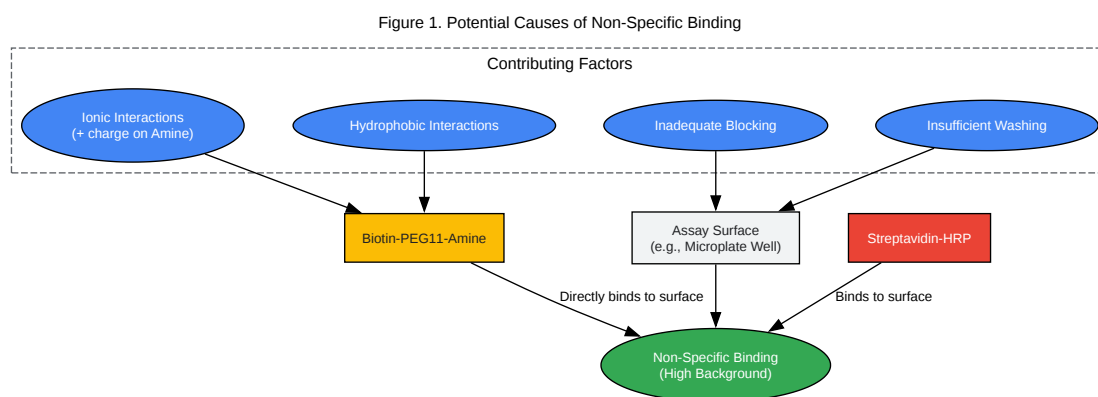 Figure 1. Potential Causes of Non-Specific Binding
Contributing Factors
Ionic Interactions
(+ charge on Amine)
Hydrophobic Interactions
Inadequate Blocking
Insufficient Washing
Biotin-PEG11-Amine
Assay Surface
(e.g., Microplate Well)
Streptavidin-HRP
Directly binds to surface
Binds to surface
Non-Specific Binding
(High Background)